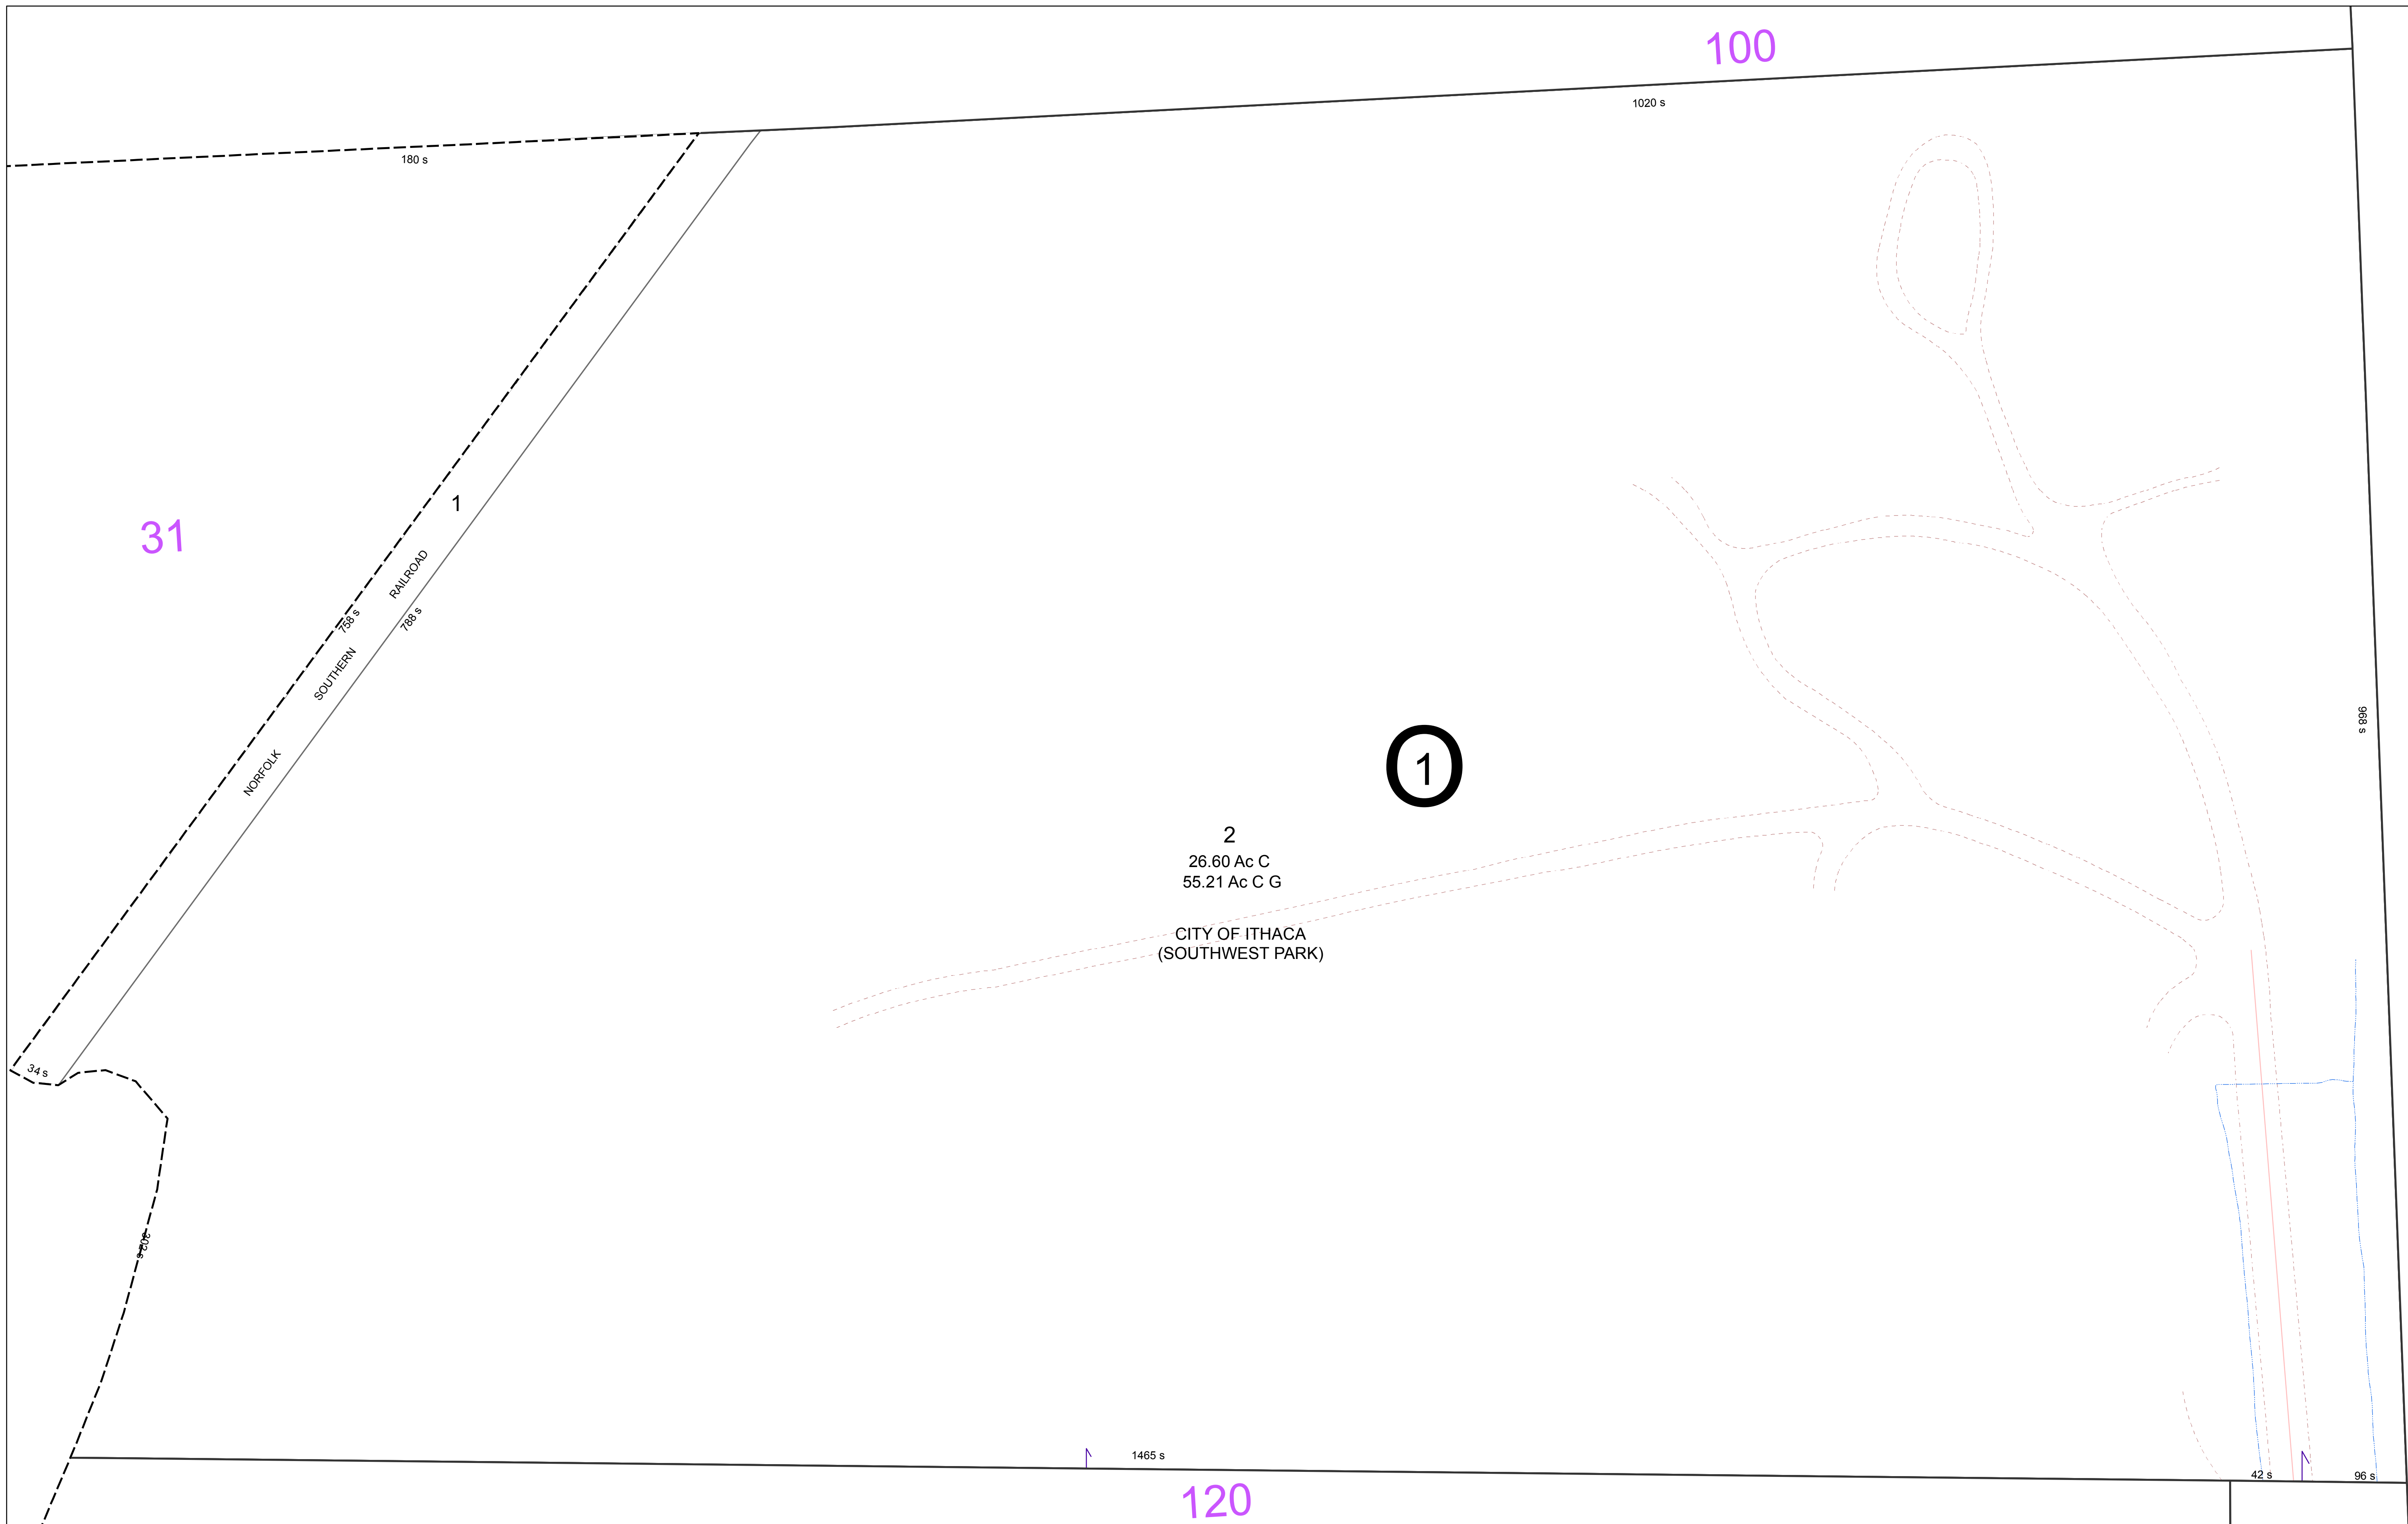 100
1020 s
180 s
1
31
RAILROAD
758 s
788 s
SOUTHERN
NORFOLK
968 s
1
2
26.60 Ac C
55.21 Ac C G
CITY OF ITHACA
(SOUTHWEST PARK)
34 s
303 s
1465 s
42 s
96 s
120